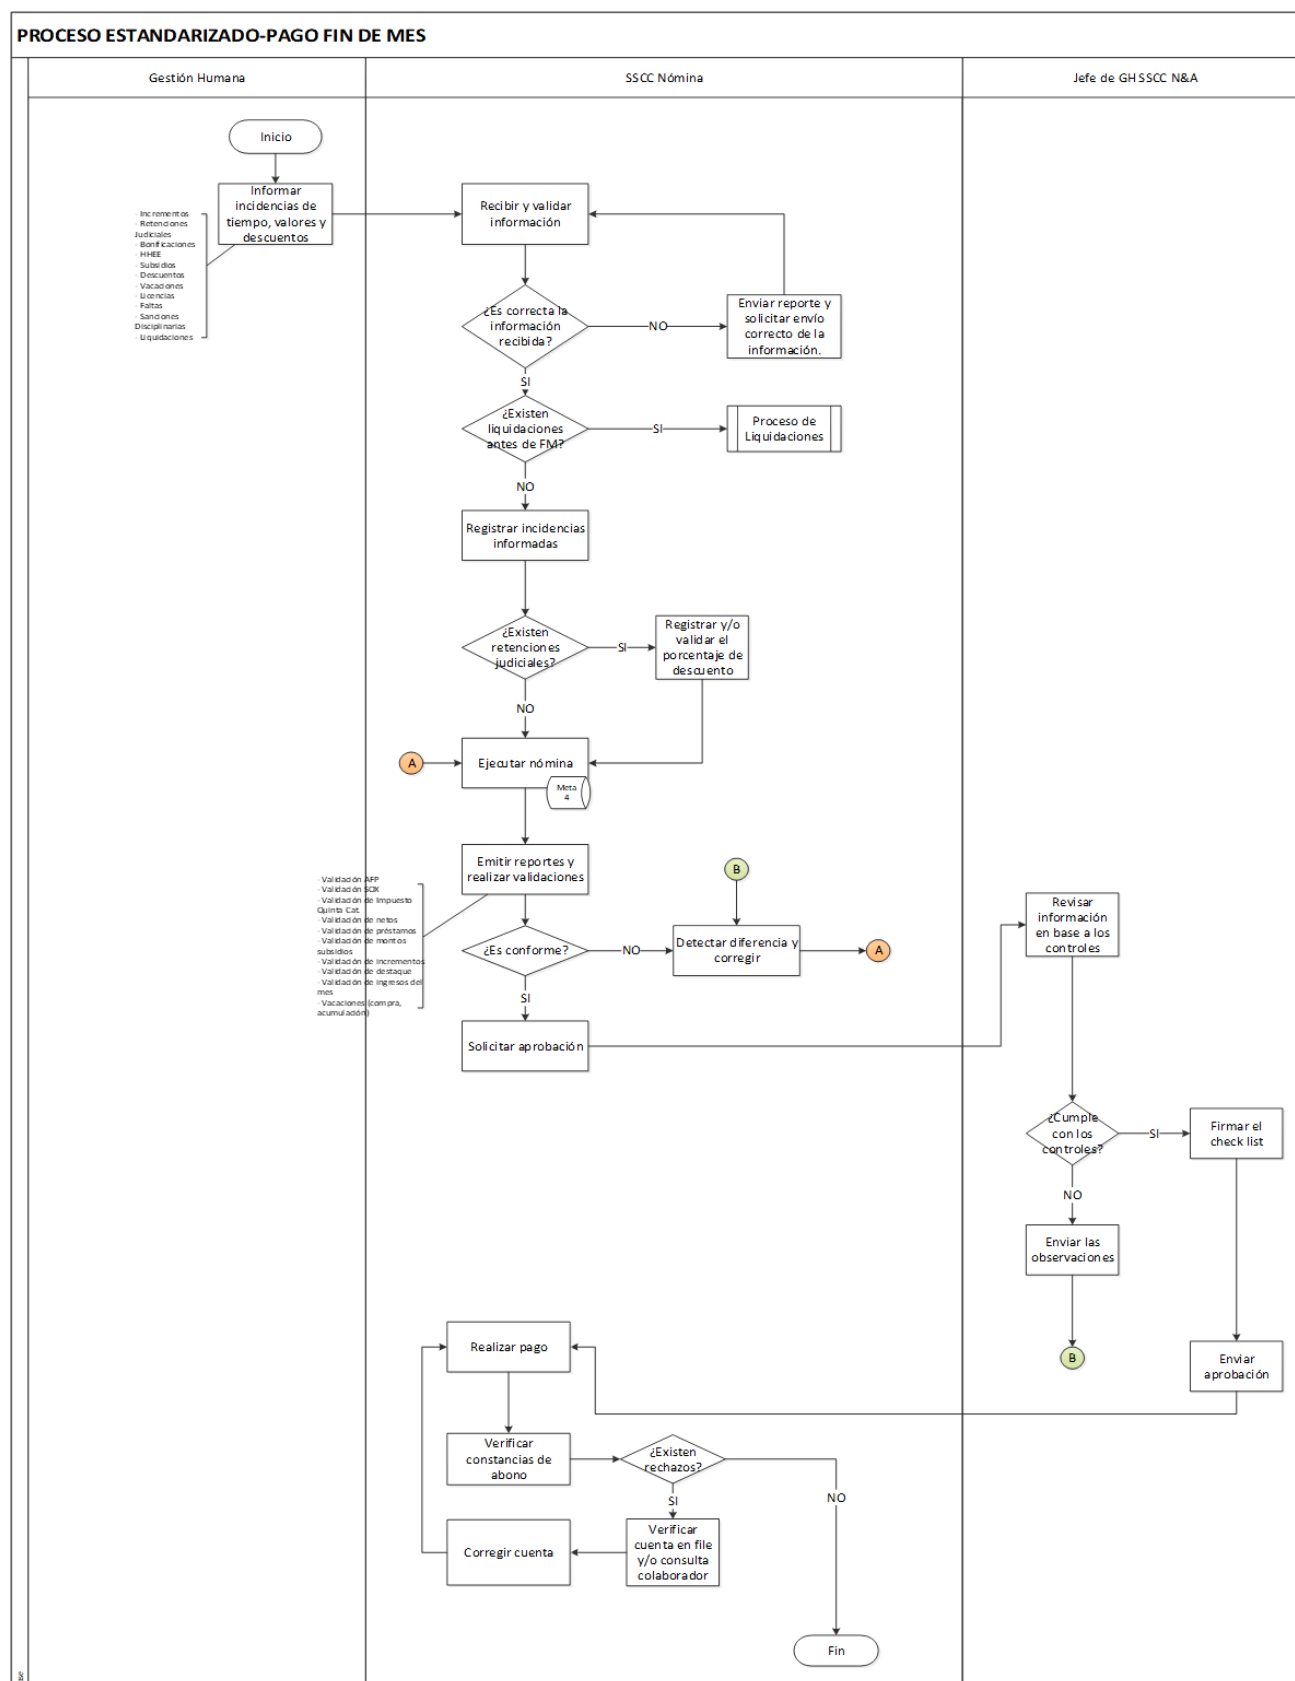 PROCESO ESTANDARIZADO-PAGO FIN DE MES
Gestión Humana
SSCC Nómina
Jefe de GH SSCC N&A
Inicio
Informar
incidencias de
tiempo, valores y
descuentos
· Incrementos
· Retenciones
Judiciales
· Bonificaciones
· HHEE
· Subsidios
· Descuentos
· Vacaciones
· Licencias
· Faltas
· Sanciones
Disciplinarias
· Liquidaciones
Recibir y validar
información
¿Es correcta la
información
recibida?
NO
Enviar reporte y
solicitar envío
correcto de la
información.
SI
¿Existen
liquidaciones
antes de FM?
SI
Proceso de
Liquidaciones
NO
Registrar incidencias
informadas
¿Existen
retenciones
judiciales?
SI
Registrar y/o
validar el
porcentaje de
descuento
NO
A
Ejecutar nómina
Meta
4
Emitir reportes y
realizar validaciones
· Validación AFP
· Validación SOX
· Validación de Impuesto
Quinta Cat.
· Validación de netos
· Validación de préstamos
· Validación de montos
subsidios
· Validación de incrementos
· Validación de destaque
· Validación de ingresos del
mes
· Vacaciones (compra,
acumulación)
B
¿Es conforme?
NO
Detectar diferencia y
corregir
A
SI
Solicitar aprobación
Revisar
información
en base a los
controles
¿Cumple
con los
controles?
SI
Firmar el
check list
NO
Enviar las
observaciones
B
Enviar
aprobación
Realizar pago
Verificar
constancias de
abono
¿Existen
rechazos?
NO
SI
Verificar
cuenta en file
y/o consulta
colaborador
Corregir cuenta
Fin